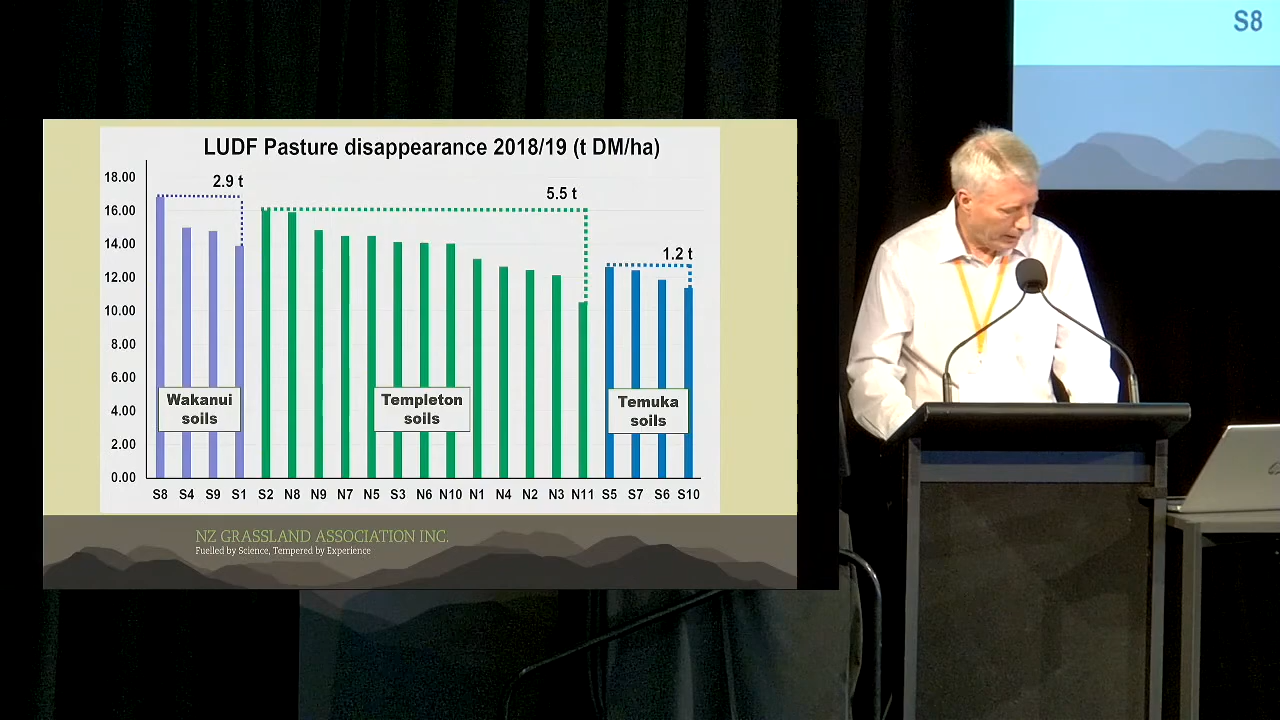 S8
LUDF Pasture disappearance 2018/19 (t DM/ha)
18.00
16.00
14.00
12.00
10.00
8.00
6.00
4.00
2.00
0.00
2.9 t
5.5 t
1.2 t
Wakanui
soils
Templeton
soils
Temuka
soils
S8 S4 S9 S1 S2 N8 N9 N7 N5 S3 N6 N10 N1 N4 N2 N3 N11 S5 S7 S6 S10
NZ GRASSLAND ASSOCIATION INC.
Fuelled by Science, Tempered by Experience